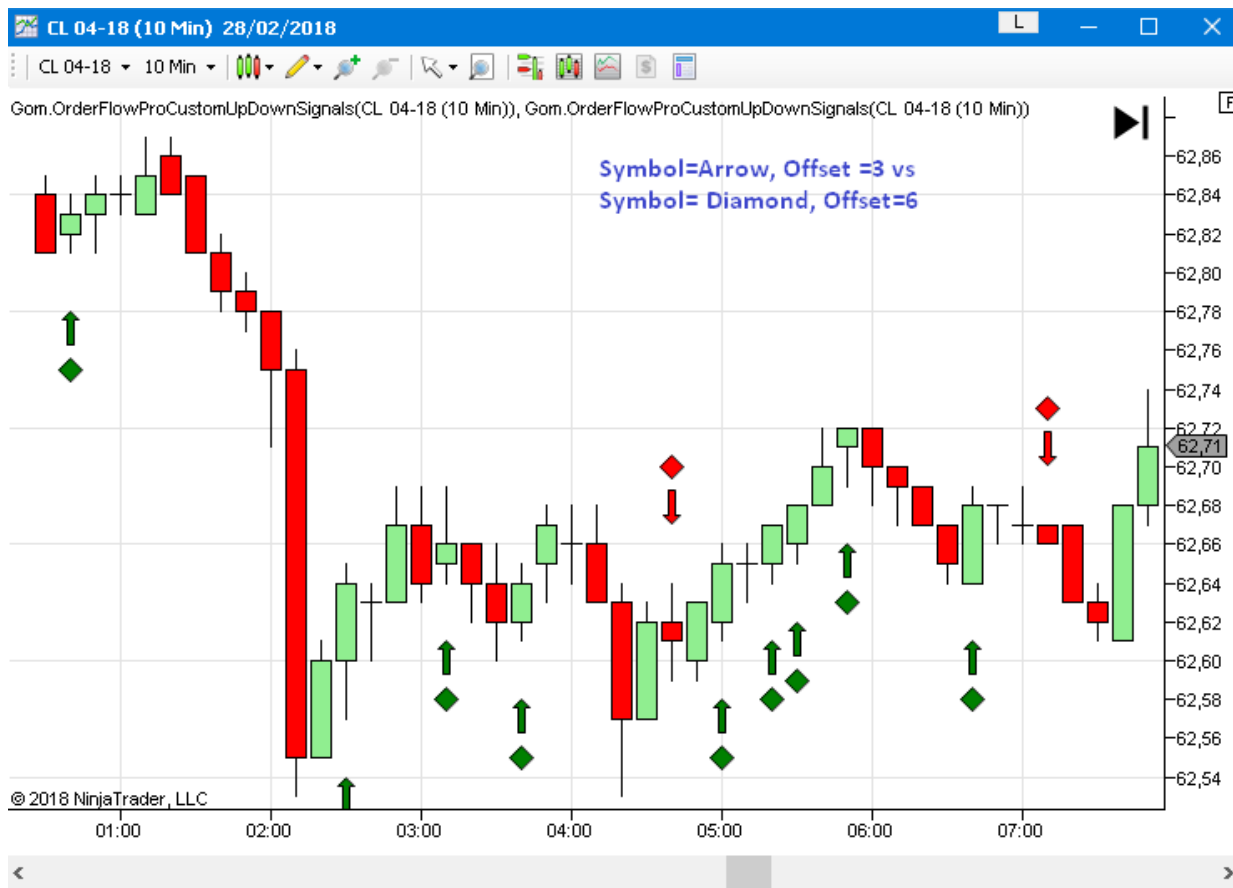 CL 04-18 (10 Min) 28/02/2018
L
CL 04-18 10 Min
Gom.OrderFlowProCustomUpDownSignals(CL 04-18 (10 Min)), Gom.OrderFlowProCustomUpDownSignals(CL 04-18 (10 Min))
F
Symbol=Arrow, Offset =3 vs
Symbol= Diamond, Offset=6
62,86
62,84
62,82
62,80
62,78
62,76
62,74
62,72
62,71
62,70
62,68
62,66
62,64
62,62
62,60
62,58
62,56
62,54
© 2018 NinjaTrader, LLC
01:00 02:00 03:00 04:00 05:00 06:00 07:00